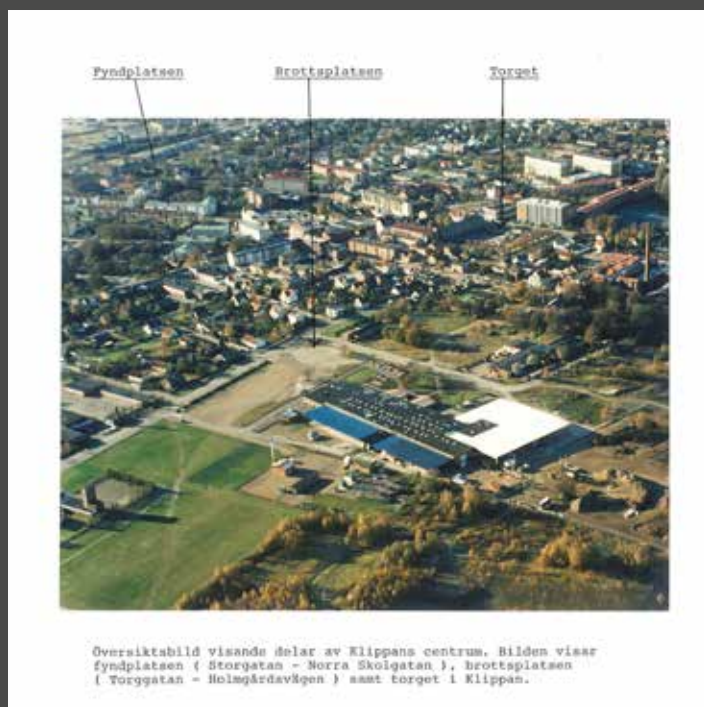 Fyndplatsen Brottsplatsen Torget
Översiktsbild visande delar av Klippans centrum. Bilden visar
fyndplatsen ( Storgatan - Norra Skolgatan ), brottsplatsen
( Torggatan - Holmgårdsvägen ) samt torget i Klippan.